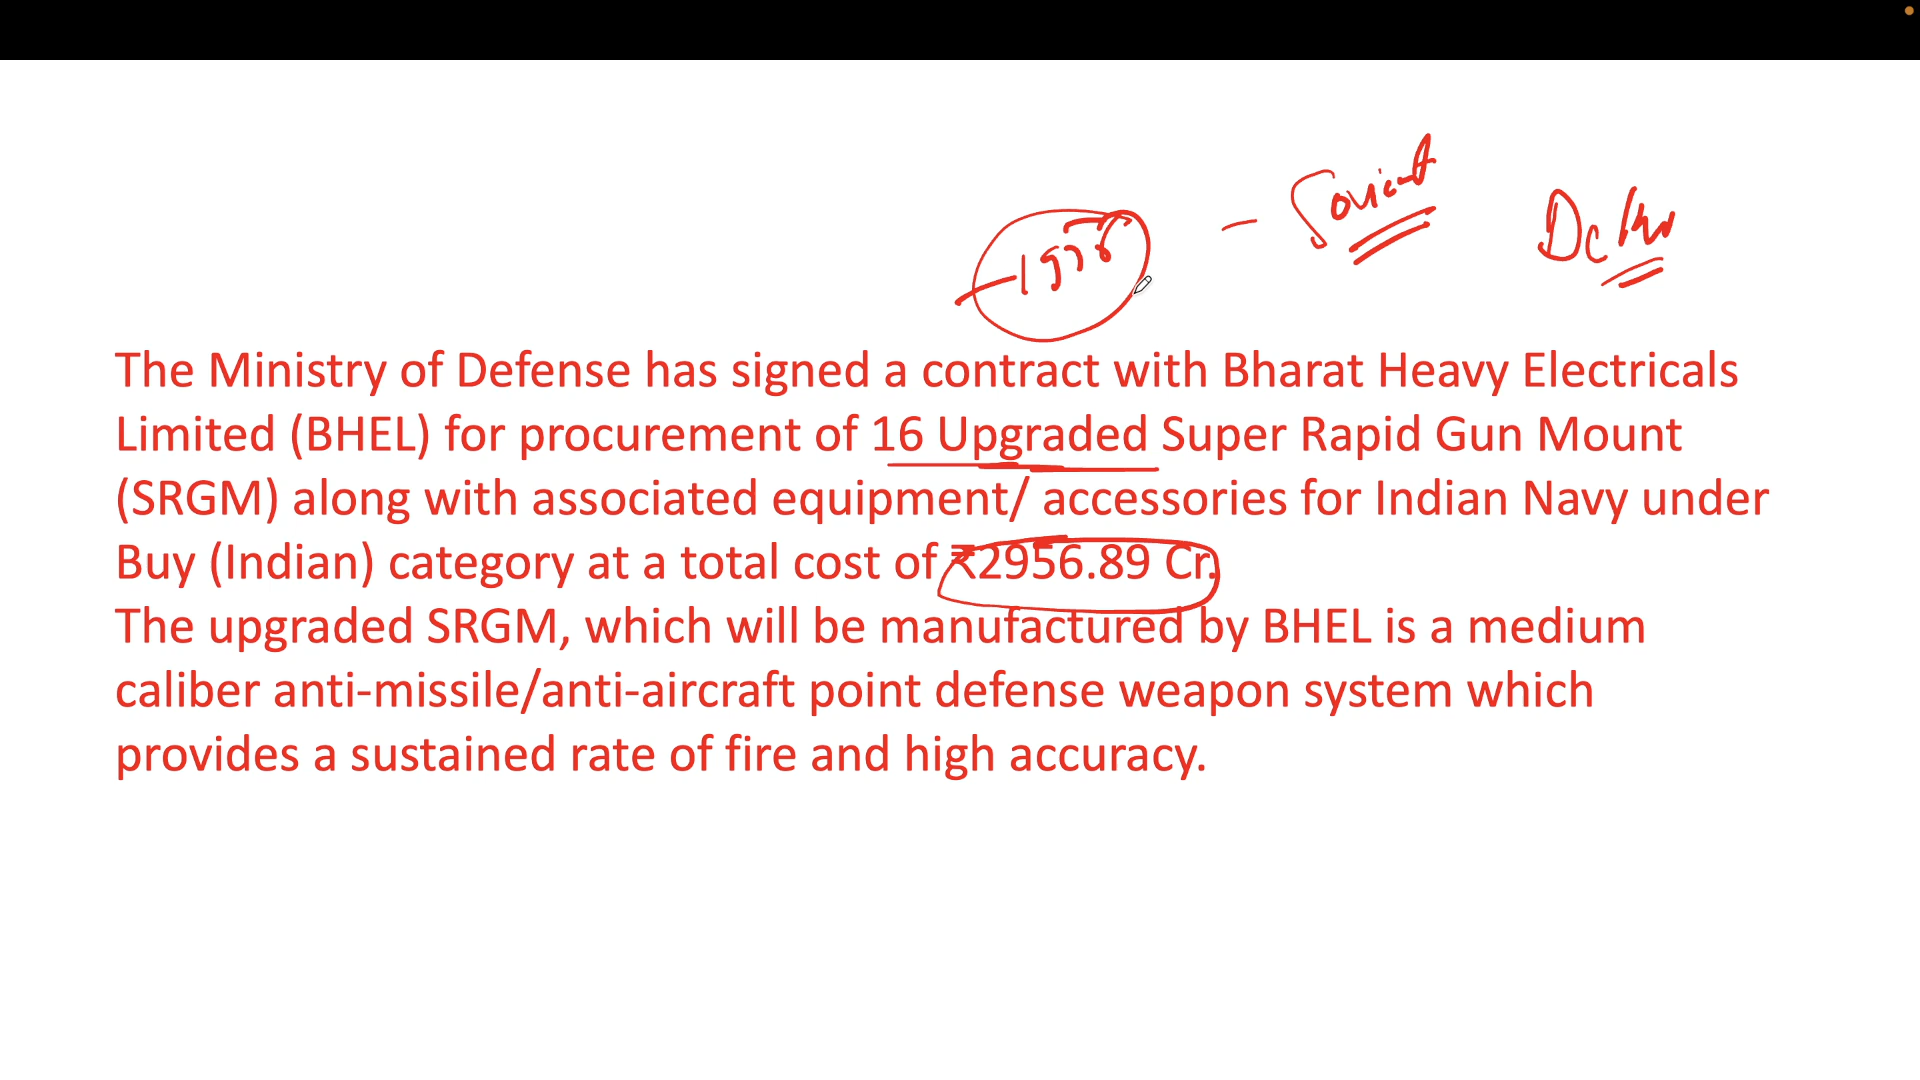 Soviet
The Ministry of Defense has signed a contract with Bharat Heavy Electricals
Limited (BHEL) for procurement of 16 Upgraded Super Rapid Gun Mount
(SRGM) along with associated equipment/ accessories for Indian Navy under
Buy (Indian) category at a total cost of ₹2956.89 Cr.
The upgraded SRGM, which will be manufactured by BHEL is a medium
caliber anti-missile/anti-aircraft point defense weapon system which
provides a sustained rate of fire and high accuracy.